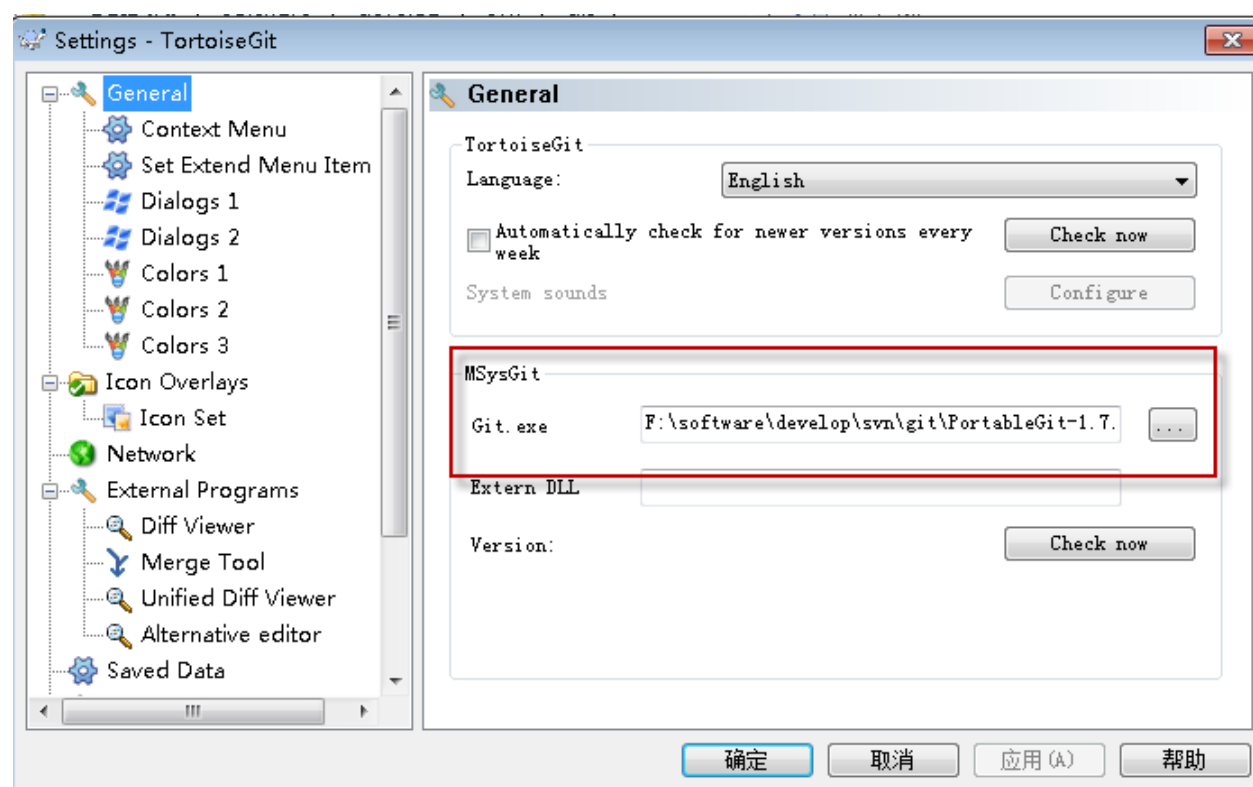 Settings - TortoiseGit
General
Context Menu
Set Extend Menu Item
Dialogs 1
Dialogs 2
Colors 1
Colors 2
Colors 3
Icon Overlays
Icon Set
Network
External Programs
Diff Viewer
Merge Tool
Unified Diff Viewer
Alternative editor
Saved Data
General
TortoiseGit
Language: English
Automatically check for newer versions every
week
Check now
System sounds Configure
MSysGit
Git.exe F:\software\develop\svn\git\PortableGit-1.7. ...
Extern DLL
Version: Check now
确定 取消 应用(A) 帮助